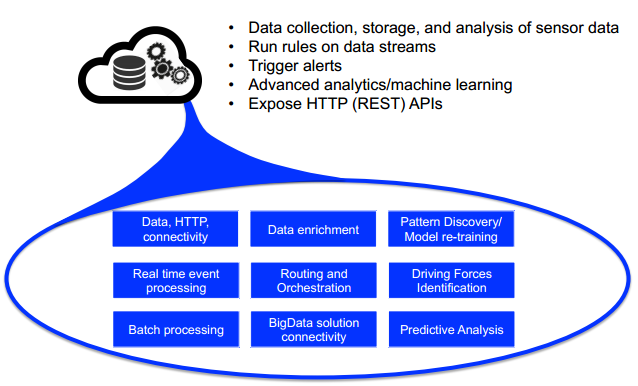 • Data collection, storage, and analysis of sensor data
• Run rules on data streams
• Trigger alerts
• Advanced analytics/machine learning
• Expose HTTP (REST) APIs
Data, HTTP,
connectivity
Data enrichment
Pattern Discovery/
Model re-training
Real time event
processing
Routing and
Orchestration
Driving Forces
Identification
Batch processing
BigData solution
connectivity
Predictive Analysis